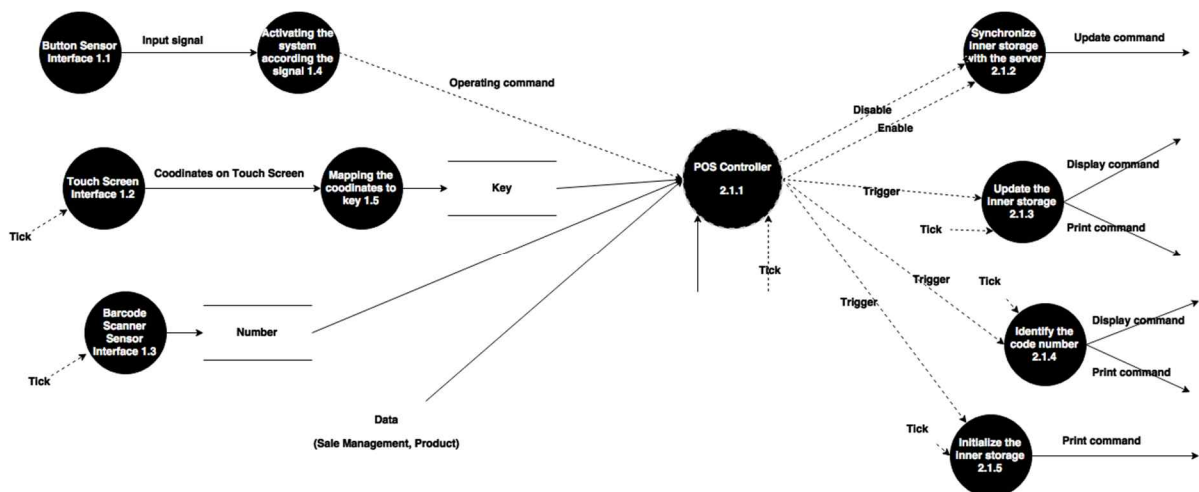 Button Sensor
Interface 1.1
Input signal
Activating the
system
according the
signal 1.4
Operating command
Touch Screen
Interface 1.2
Tick
Coordinates on Touch Screen
Mapping the
coodinates to
key 1.5
Key
Barcode
Scanner
Sensor
Interface 1.3
Tick
Number
Data
(Sale Management, Product)
POS Controller
2.1.1
Tick
Disable
Enable
Trigger
Trigger
Trigger
Synchronize
inner storage
with the server
2.1.2
Update command
Update the
inner storage
2.1.3
Tick
Display command
Print command
Tick
Identify the
code number
2.1.4
Display command
Print command
Tick
Initialize the
inner storage
2.1.5
Print command